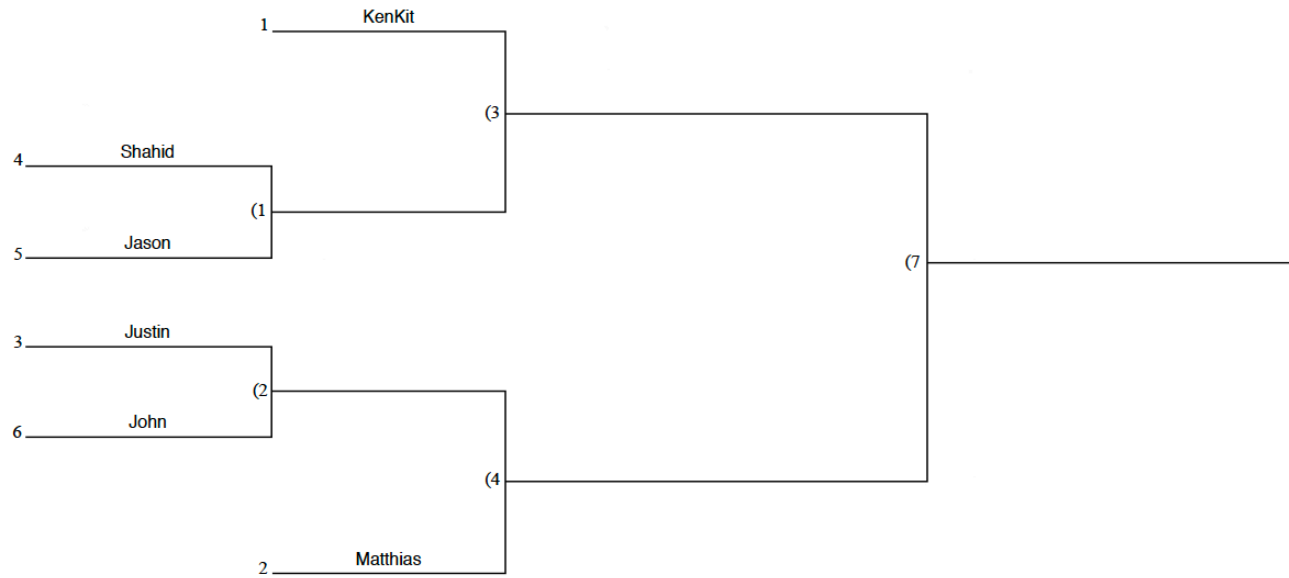 1 KenKit
(3
4 Shahid
(1
5 Jason
(7
3 Justin
(2
6 John
(4
2 Matthias